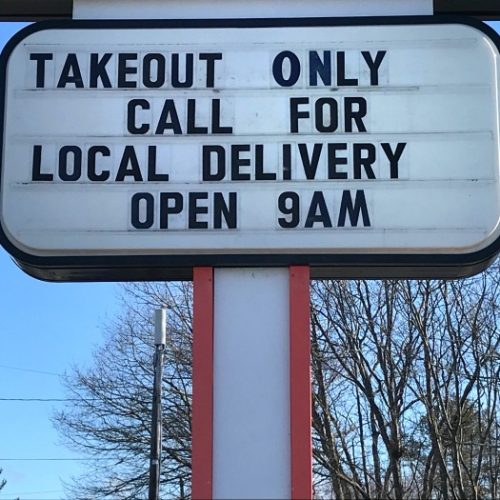 TAKEOUT ONLY
CALL FOR
LOCAL DELIVERY
OPEN 9AM